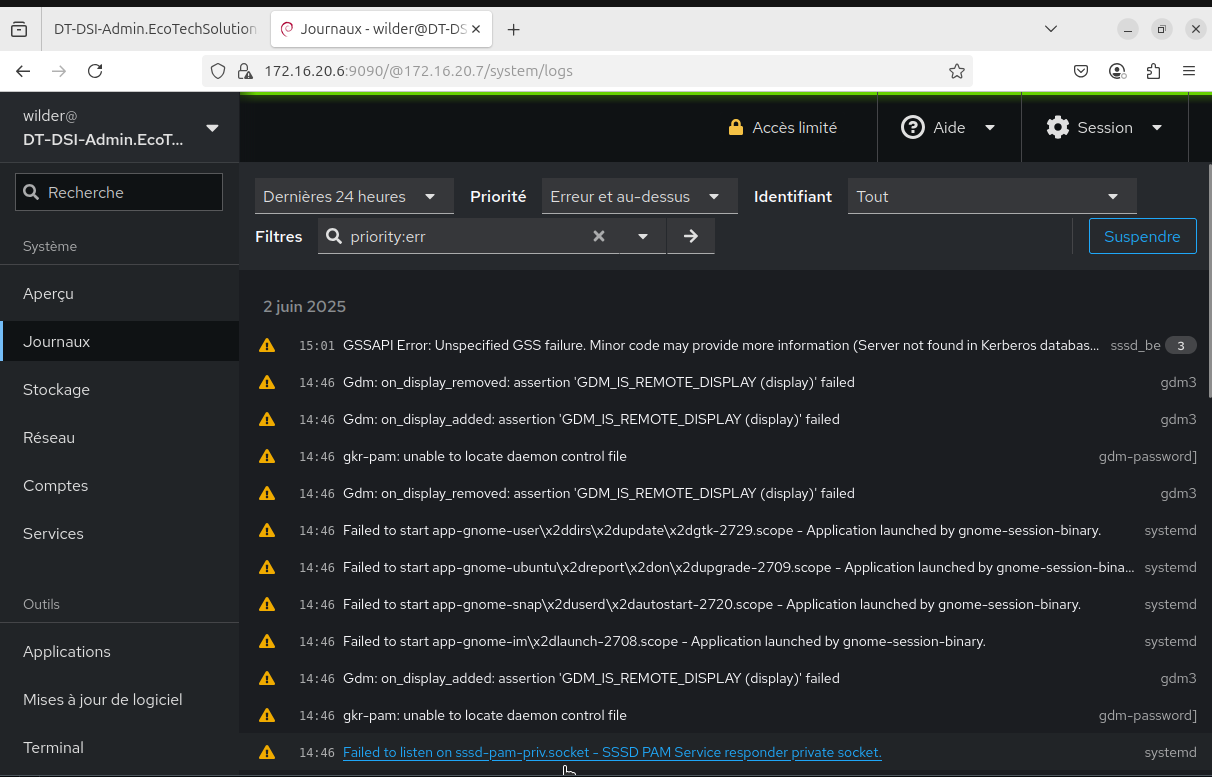 DT-DSI-Admin.EcoTechSolution
Journaux - wilder@DT-DS
172.16.20.6:9090/@172.16.20.7/system/logs
wilder@
DT-DSI-Admin.EcoT...
Accès limité
Aide
Session
Recherche
Dernières 24 heures
Priorité
Erreur et au-dessus
Identifiant
Tout
Filtres
priority:err
Suspendre
Système
Aperçu
Journaux
Stockage
Réseau
Comptes
Services
Outils
Applications
Mises à jour de logiciel
Terminal
2 juin 2025
15:01 GSSAPI Error: Unspecified GSS failure. Minor code may provide more information (Server not found in Kerberos databas... sssd_be 3
14:46 Gdm: on_display_removed: assertion 'GDM_IS_REMOTE_DISPLAY (display)' failed gdm3
14:46 Gdm: on_display_added: assertion 'GDM_IS_REMOTE_DISPLAY (display)' failed gdm3
14:46 gkr-pam: unable to locate daemon control file gdm-password]
14:46 Gdm: on_display_removed: assertion 'GDM_IS_REMOTE_DISPLAY (display)' failed gdm3
14:46 Failed to start app-gnome-user\x2ddirs\x2dupdate\x2dgtk-2729.scope - Application launched by gnome-session-binary. systemd
14:46 Failed to start app-gnome-ubuntu\x2dreport\x2don\x2dupgrade-2709.scope - Application launched by gnome-session-bina... systemd
14:46 Failed to start app-gnome-snap\x2duserd\x2dautostart-2720.scope - Application launched by gnome-session-binary. systemd
14:46 Failed to start app-gnome-im\x2dlaunch-2708.scope - Application launched by gnome-session-binary. systemd
14:46 Gdm: on_display_added: assertion 'GDM_IS_REMOTE_DISPLAY (display)' failed gdm3
14:46 gkr-pam: unable to locate daemon control file gdm-password]
14:46 Failed to listen on sssd-pam-priv.socket - SSSD PAM Service responder private socket. systemd